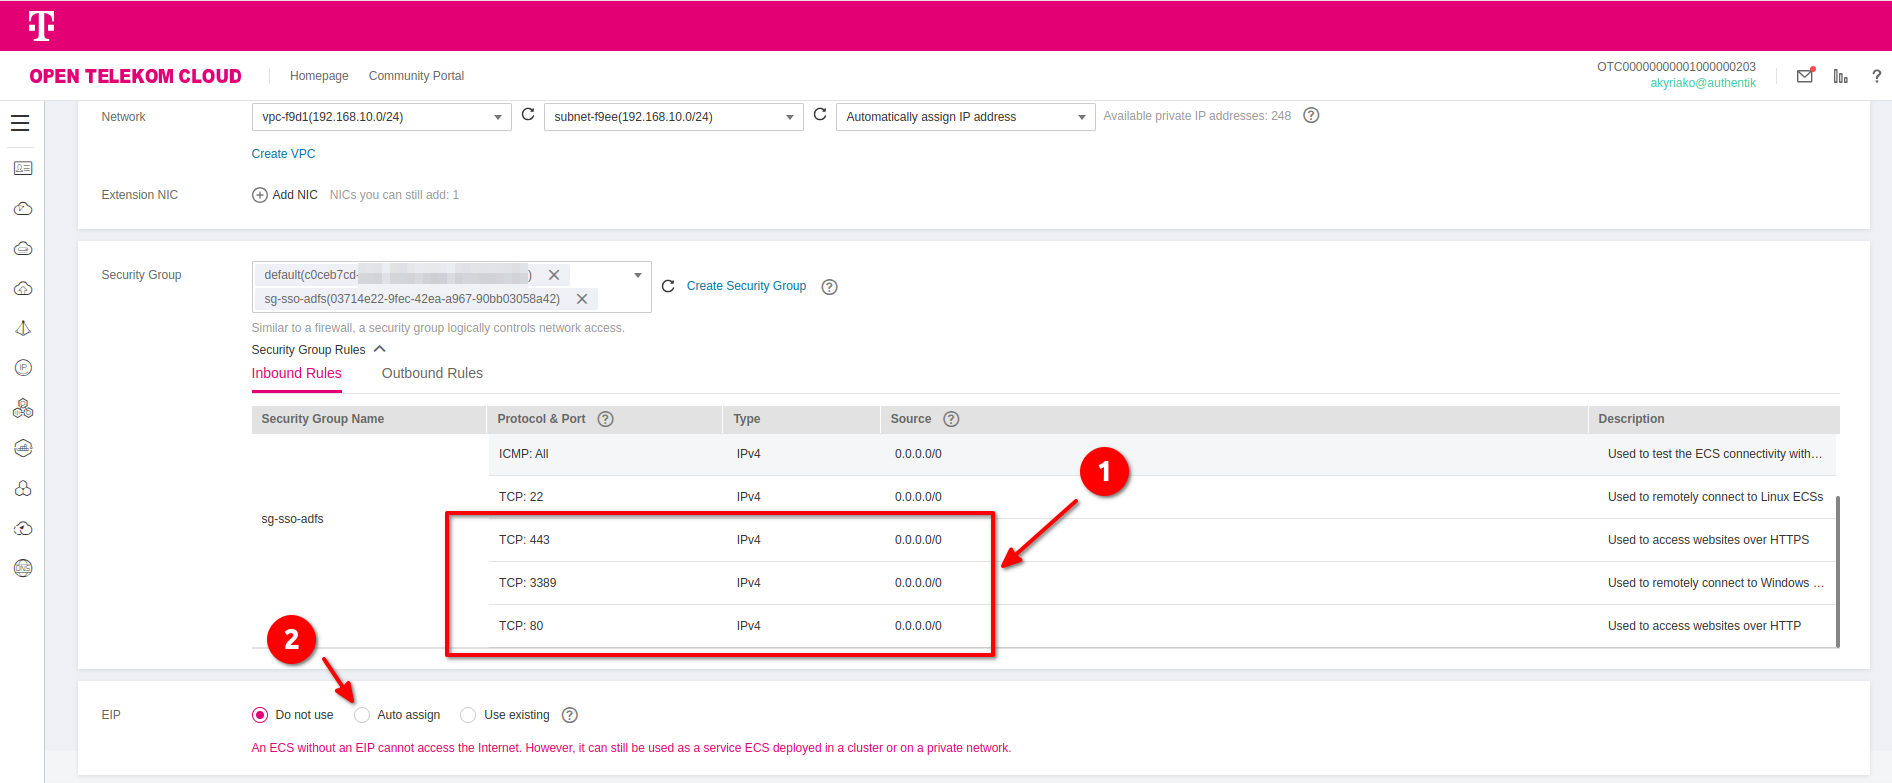 T
OPEN TELEKOM CLOUD Homepage Community Portal OTC00000000001000000203
akyriako@authentik
Network vpc-f9d1(192.168.10.0/24) subnet-f9ee(192.168.10.0/24) Automatically assign IP address Available private IP addresses: 248
Create VPC
Extension NIC Add NIC NICs you can still add: 1
Security Group default(c0ceb7cd- )
sg-sso-adfs(03714e22-9fec-42ea-a967-90bb03058a42) Create Security Group
Similar to a firewall, a security group logically controls network access.
Security Group Rules
Inbound Rules Outbound Rules
Security Group Name Protocol & Port Type Source Description
ICMP: All IPv4 0.0.0.0/0 Used to test the ECS connectivity with…
TCP: 22 IPv4 0.0.0.0/0 Used to remotely connect to Linux ECSs
sg-sso-adfs
TCP: 443 IPv4 0.0.0.0/0 Used to access websites over HTTPS
TCP: 3389 IPv4 0.0.0.0/0 Used to remotely connect to Windows …
TCP: 80 IPv4 0.0.0.0/0 Used to access websites over HTTP
1
2
EIP Do not use Auto assign Use existing
An ECS without an EIP cannot access the Internet. However, it can still be used as a service ECS deployed in a cluster or on a private network.
IP
DNS